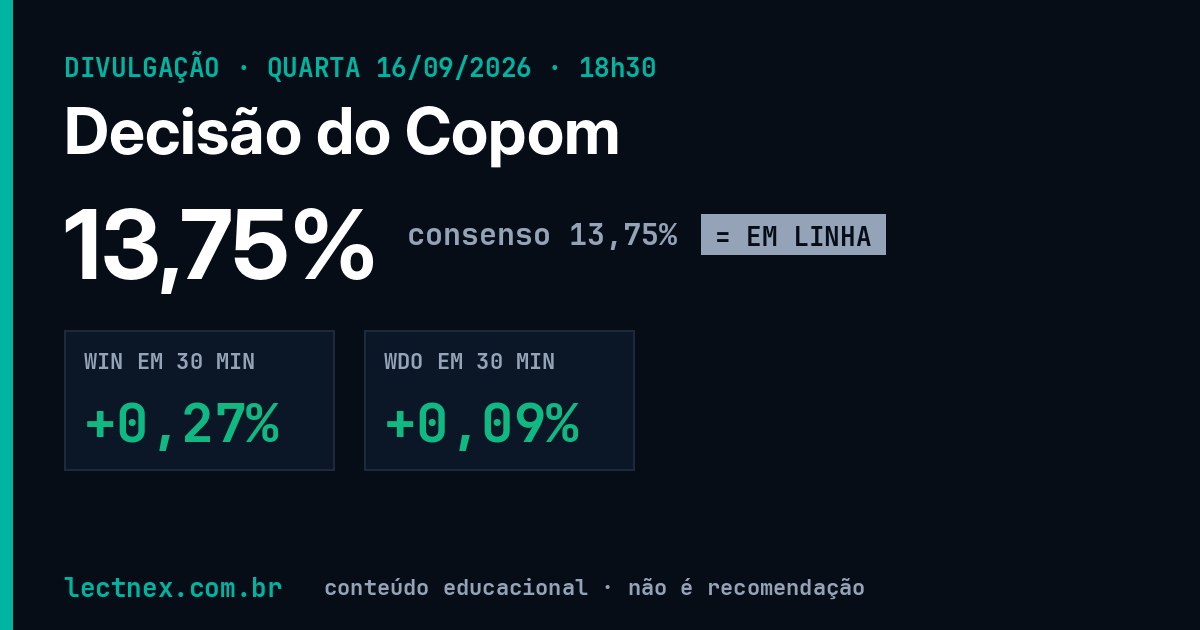 DIVULGAÇÃO · QUARTA 16/09/2026 · 18h30
Decisão do Copom
13,75% consenso 13,75% = EM LINHA
WIN EM 30 MIN WDO EM 30 MIN
+0,27% +0,09%
lectnex.com.br conteúdo educacional · não é recomendação